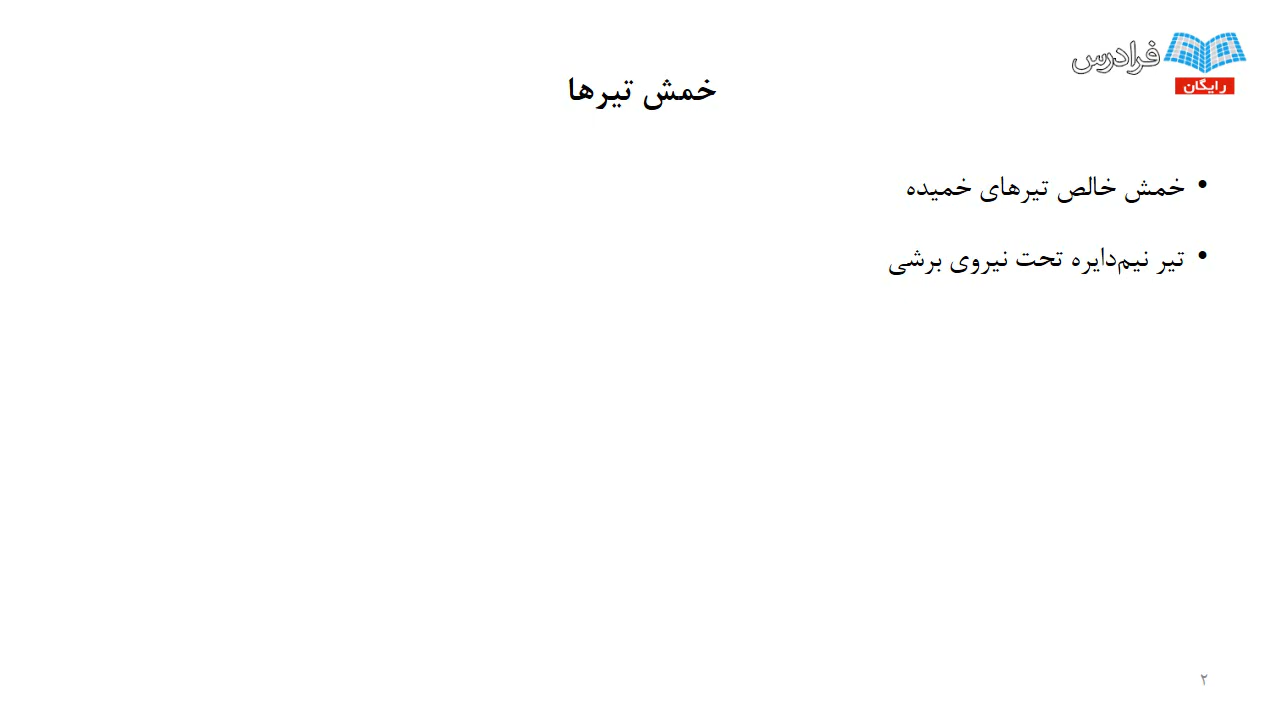 فرادرس
رایگان
خمش تیرها
• خمش خالص تیرهای خمیده
• تیر نیم‌دایره تحت نیروی برشی
۲